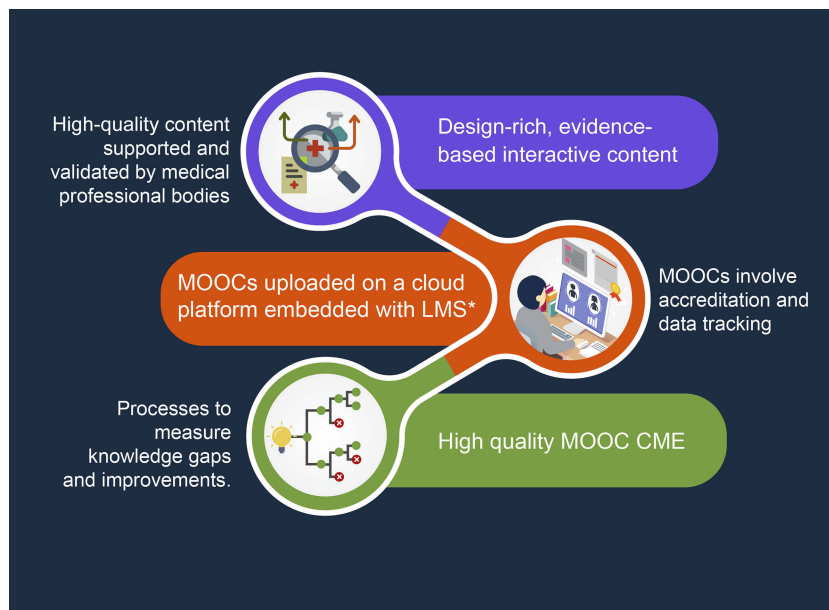 High-quality content
supported and
validated by medical
professional bodies
Design-rich, evidence-
based interactive content
MOOCs uploaded on a cloud
platform embedded with LMS*
MOOCs involve
accreditation and
data tracking
Processes to
measure
knowledge gaps
and improvements.
High quality MOOC CME